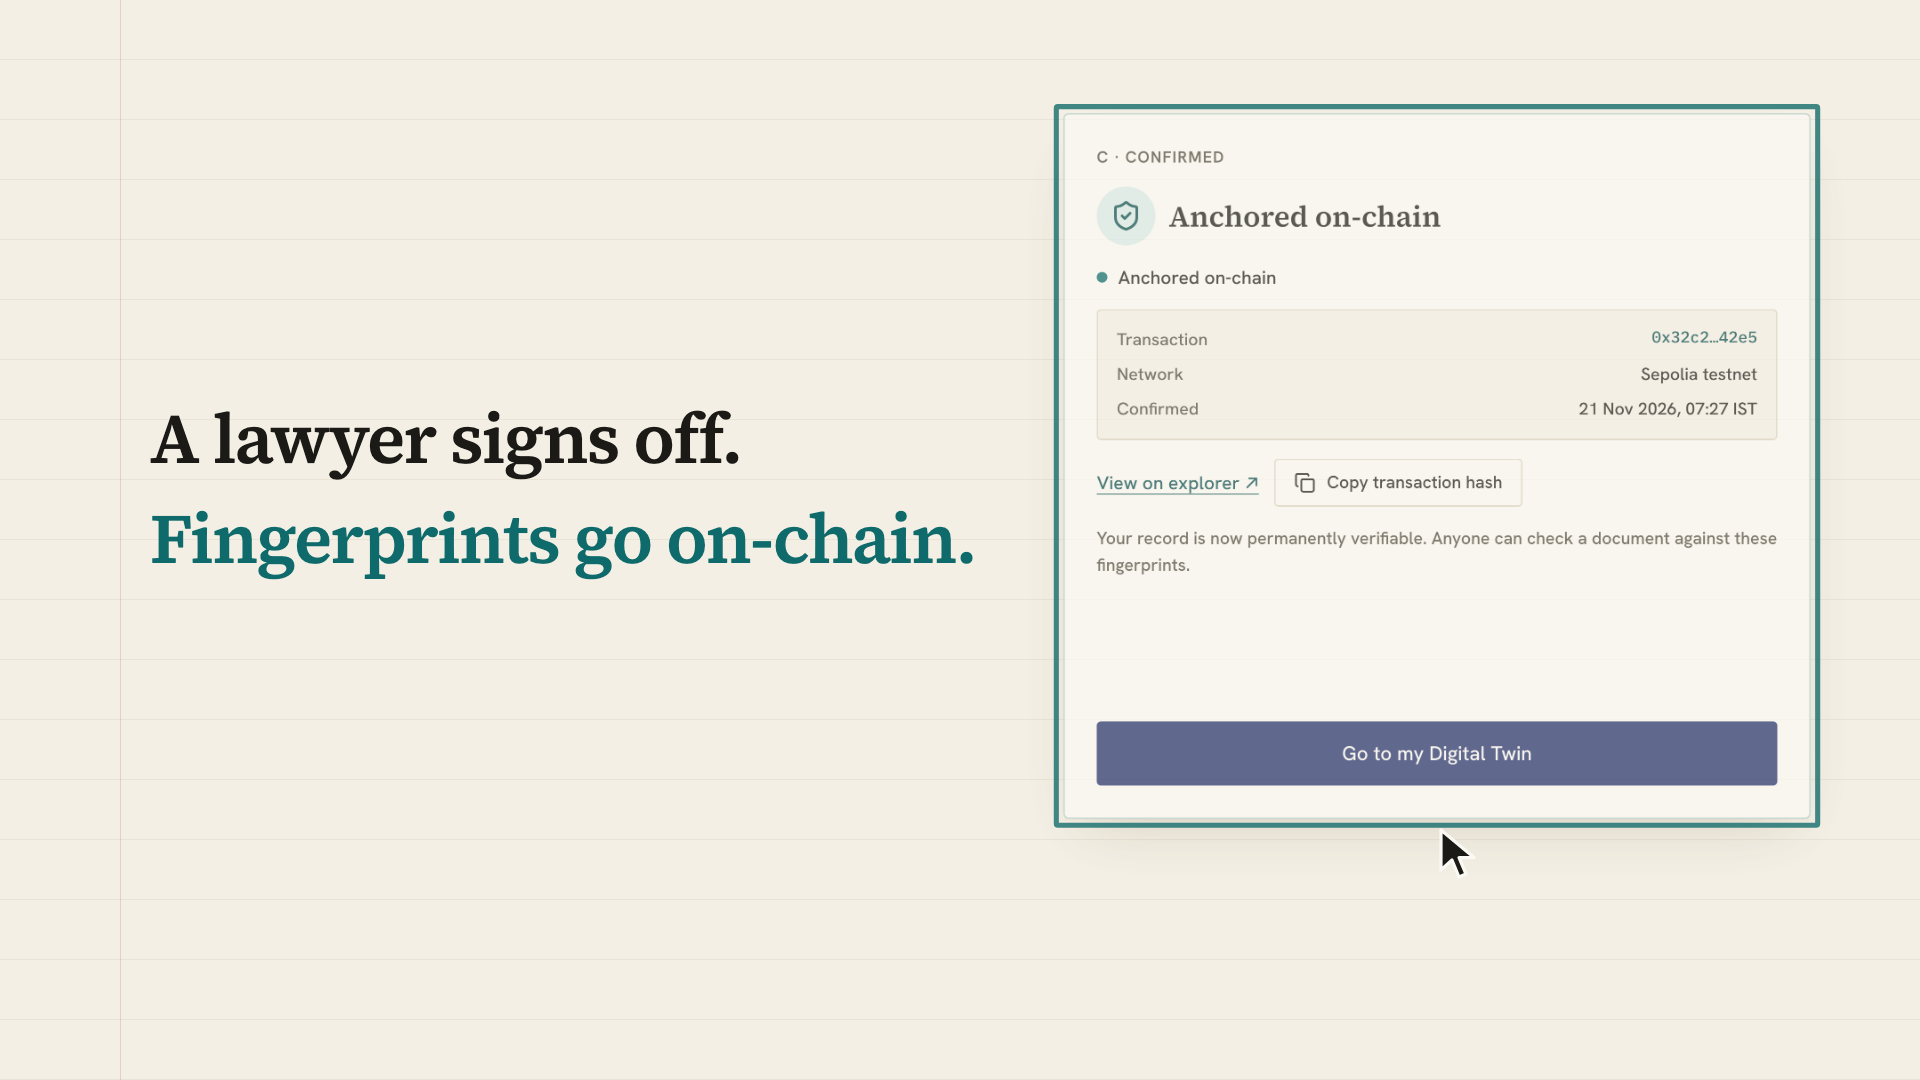 A lawyer signs off.
Fingerprints go on-chain.
C · CONFIRMED
Anchored on-chain
Anchored on-chain
Transaction 0x32c2…42e5
Network Sepolia testnet
Confirmed 21 Nov 2026, 07:27 IST
View on explorer ↗ Copy transaction hash
Your record is now permanently verifiable. Anyone can check a document against these
fingerprints.
Go to my Digital Twin